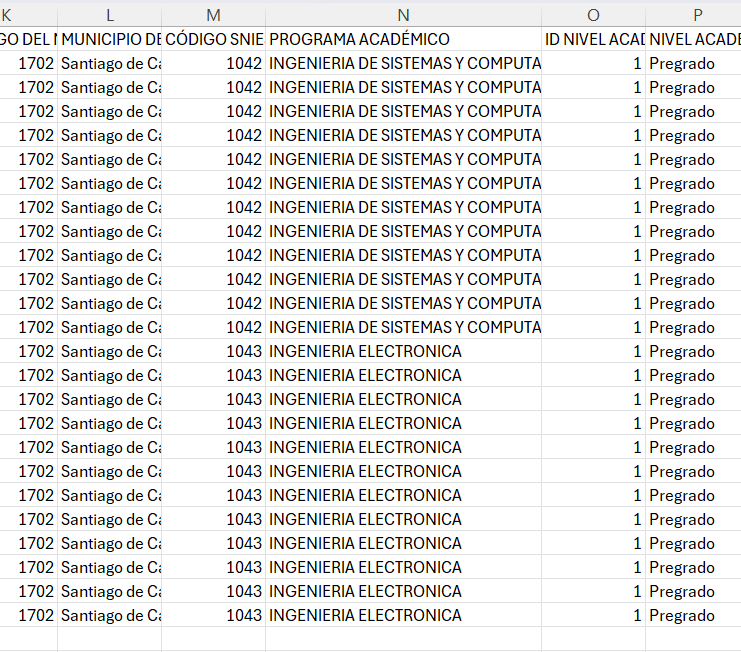 K L M N O P
GO DEL MUNICIPIO DE CÓDIGO SNIE PROGRAMA ACADÉMICO ID NIVEL ACAD NIVEL ACADE
1702 Santiago de Ca 1042 INGENIERIA DE SISTEMAS Y COMPUTA 1 Pregrado
1702 Santiago de Ca 1042 INGENIERIA DE SISTEMAS Y COMPUTA 1 Pregrado
1702 Santiago de Ca 1042 INGENIERIA DE SISTEMAS Y COMPUTA 1 Pregrado
1702 Santiago de Ca 1042 INGENIERIA DE SISTEMAS Y COMPUTA 1 Pregrado
1702 Santiago de Ca 1042 INGENIERIA DE SISTEMAS Y COMPUTA 1 Pregrado
1702 Santiago de Ca 1042 INGENIERIA DE SISTEMAS Y COMPUTA 1 Pregrado
1702 Santiago de Ca 1042 INGENIERIA DE SISTEMAS Y COMPUTA 1 Pregrado
1702 Santiago de Ca 1042 INGENIERIA DE SISTEMAS Y COMPUTA 1 Pregrado
1702 Santiago de Ca 1042 INGENIERIA DE SISTEMAS Y COMPUTA 1 Pregrado
1702 Santiago de Ca 1042 INGENIERIA DE SISTEMAS Y COMPUTA 1 Pregrado
1702 Santiago de Ca 1042 INGENIERIA DE SISTEMAS Y COMPUTA 1 Pregrado
1702 Santiago de Ca 1042 INGENIERIA DE SISTEMAS Y COMPUTA 1 Pregrado
1702 Santiago de Ca 1043 INGENIERIA ELECTRONICA 1 Pregrado
1702 Santiago de Ca 1043 INGENIERIA ELECTRONICA 1 Pregrado
1702 Santiago de Ca 1043 INGENIERIA ELECTRONICA 1 Pregrado
1702 Santiago de Ca 1043 INGENIERIA ELECTRONICA 1 Pregrado
1702 Santiago de Ca 1043 INGENIERIA ELECTRONICA 1 Pregrado
1702 Santiago de Ca 1043 INGENIERIA ELECTRONICA 1 Pregrado
1702 Santiago de Ca 1043 INGENIERIA ELECTRONICA 1 Pregrado
1702 Santiago de Ca 1043 INGENIERIA ELECTRONICA 1 Pregrado
1702 Santiago de Ca 1043 INGENIERIA ELECTRONICA 1 Pregrado
1702 Santiago de Ca 1043 INGENIERIA ELECTRONICA 1 Pregrado
1702 Santiago de Ca 1043 INGENIERIA ELECTRONICA 1 Pregrado
1702 Santiago de Ca 1043 INGENIERIA ELECTRONICA 1 Pregrado